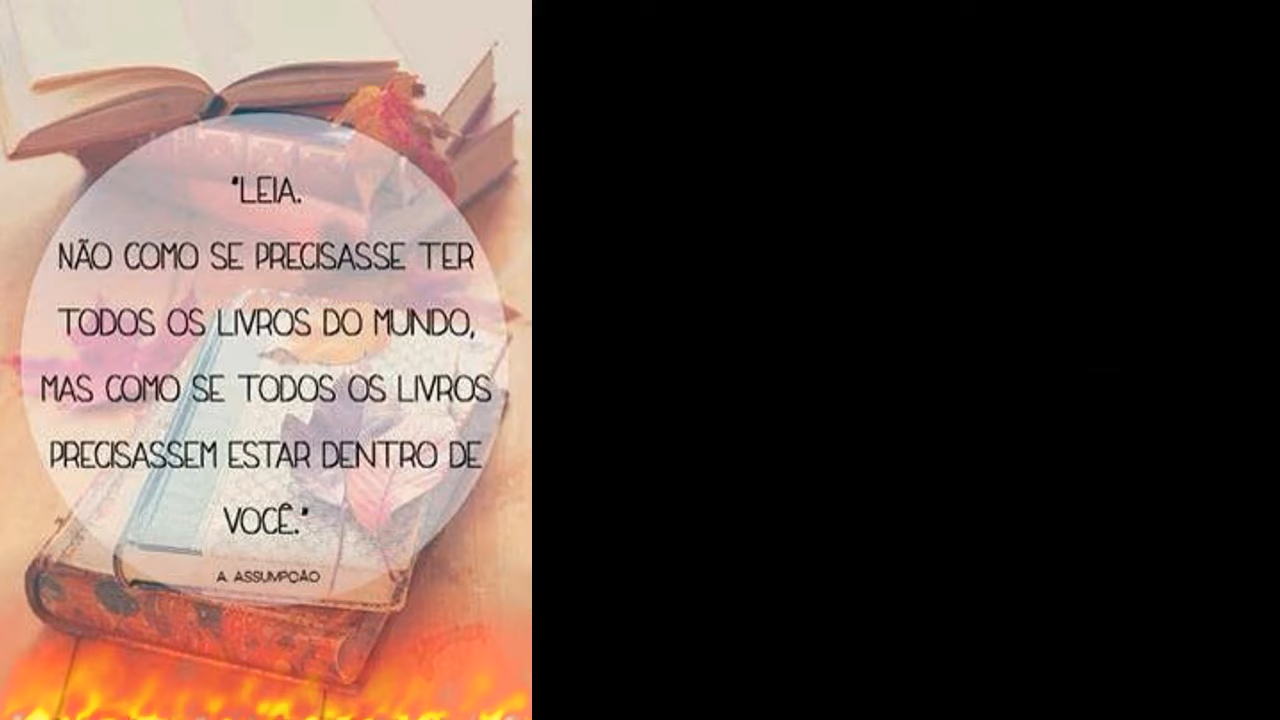 "LEIA.
NÃO COMO SE PRECISASSE TER
TODOS OS LIVROS DO MUNDO,
MAS COMO SE TODOS OS LIVROS
PRECISASSEM ESTAR DENTRO DE
VOCÊ."
A. ASSUMPÇÃO